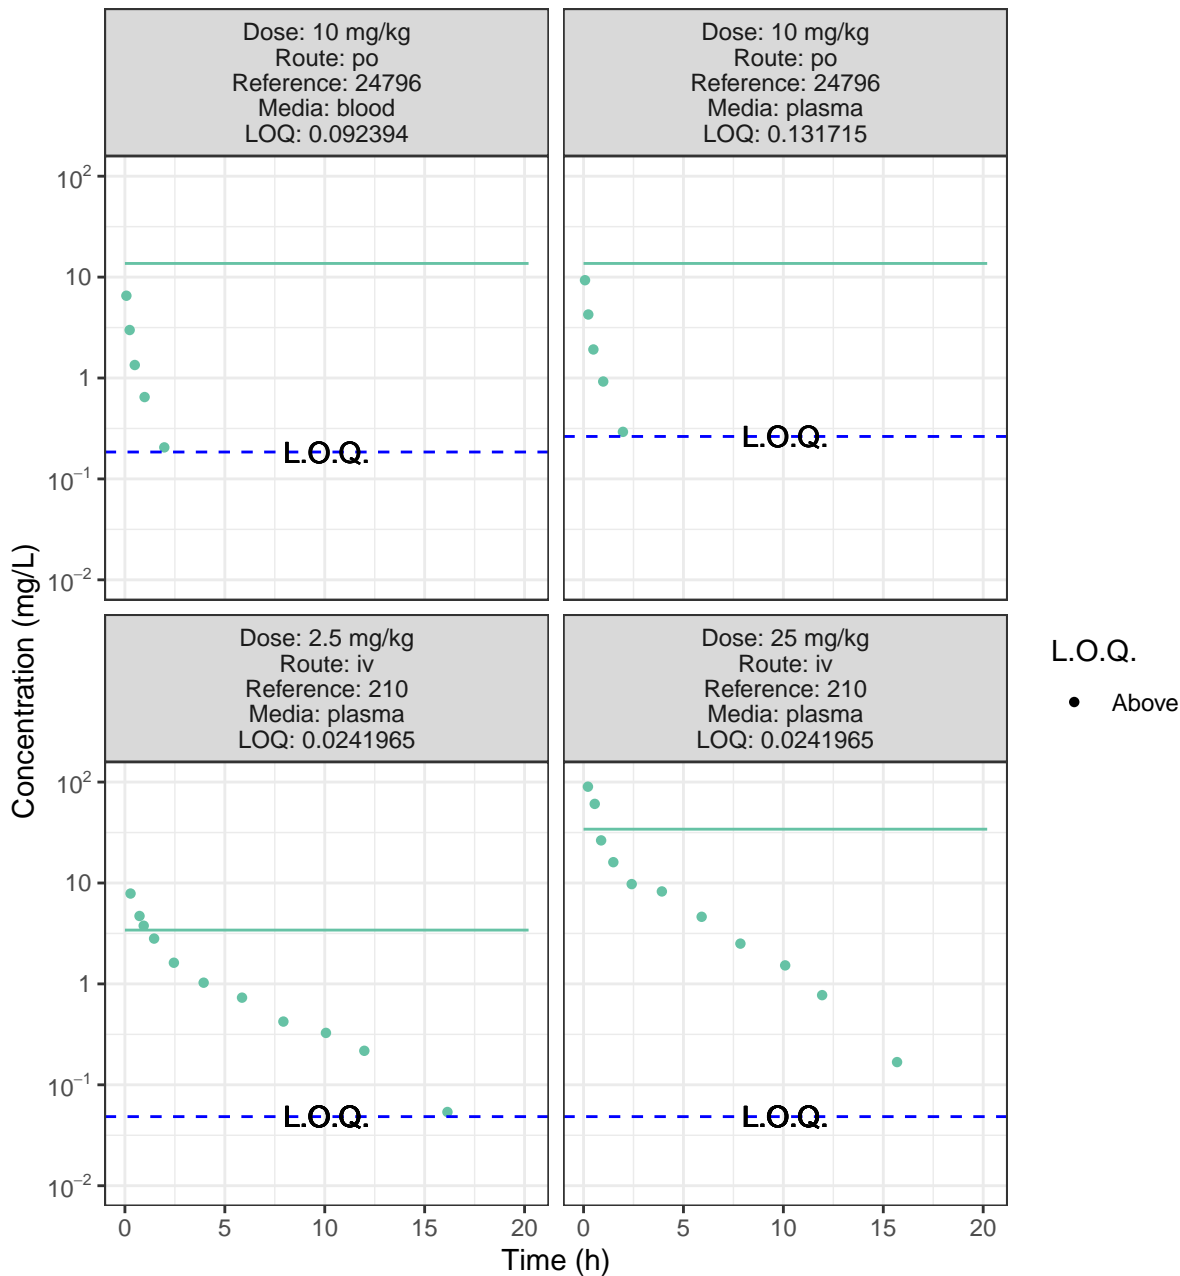 Dose: 10 mg/kg
Route: po
Reference: 24796
Media: blood
LOQ: 0.092394
Dose: 10 mg/kg
Route: po
Reference: 24796
Media: plasma
LOQ: 0.131715
10²
10
1
10⁻¹
10⁻²
L.O.Q.
L.O.Q.
Concentration (mg/L)
Dose: 2.5 mg/kg
Route: iv
Reference: 210
Media: plasma
LOQ: 0.0241965
Dose: 25 mg/kg
Route: iv
Reference: 210
Media: plasma
LOQ: 0.0241965
10²
10
1
10⁻¹
10⁻²
L.O.Q.
L.O.Q.
0 5 10 15 20
0 5 10 15 20
Time (h)
L.O.Q.
Above